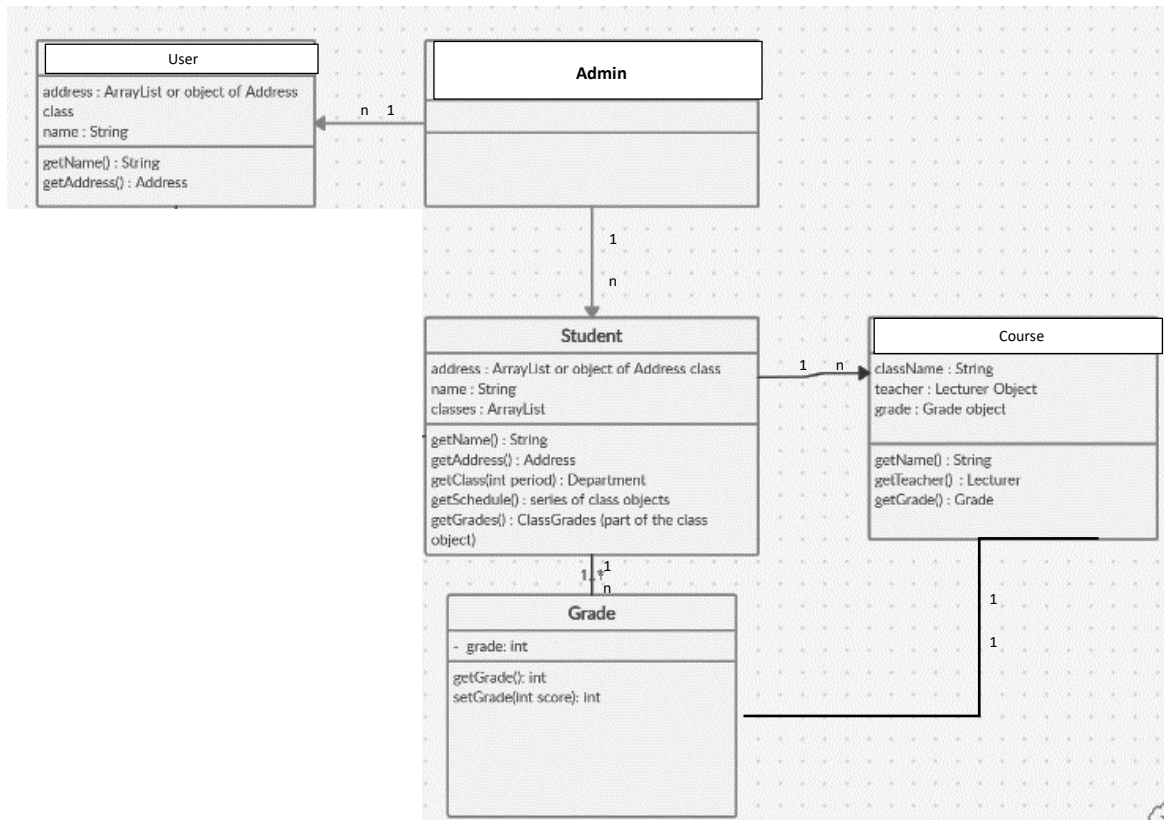 User
address : ArrayList or object of Address
class
name : String
getName() : String
getAddress() : Address
n 1
Admin
1
n
Student
address : ArrayList or object of Address class
name : String
classes : ArrayList
getName() : String
getAddress() : Address
getClass(int period) : Department
getSchedule() : series of class objects
getGrades() : ClassGrades (part of the class
object)
1 n
Course
className : String
teacher : Lecturer Object
grade : Grade object
getName() : String
getTeacher() : Lecturer
getGrade() : Grade
1
1..*
n
Grade
- grade: int
getGrade(): int
setGrade(int score): int
1
1